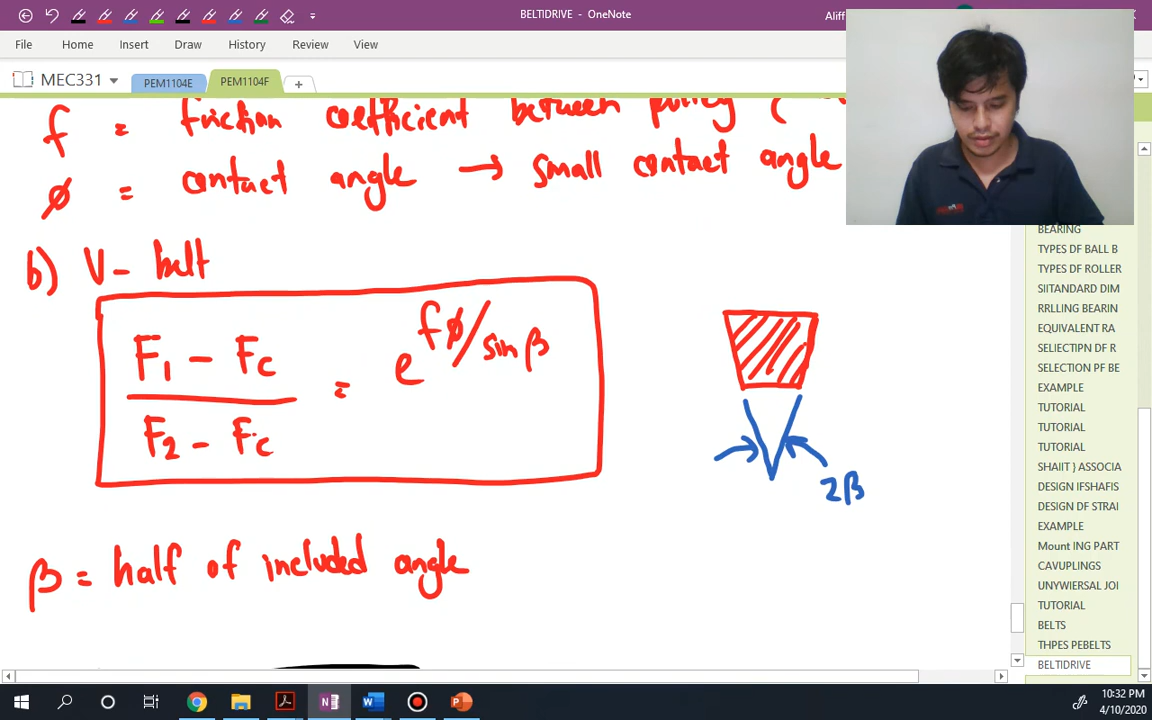 BELTIDRIVE - OneNote
Aliff
File Home Insert Draw History Review View
MEC331
PEM1104E
PEM1104F
f = friction coefficient between pulley
ø = contact angle → small contact angle
b) V- belt
F1 - Fc
F2 - Fc
= e^fø/sin β
2β
β = half of included angle
BEARING
TYPES DF BALL B
TYPES DF ROLLER
SIITANDARD DIM
RRLLING BEARIN
EQUIVALENT RA
SELIECTIPN DF R
SELECTION PF BE
EXAMPLE
TUTORIAL
TUTORIAL
TUTORIAL
SHAIIT } ASSOCIA
DESIGN IFSHAFIS
DESIGN DF STRAI
EXAMPLE
Mount ING PART
CAVUPLINGS
UNYWIERSAL JOI
TUTORIAL
BELTS
THPES PEBELTS
BELTIDRIVE
10:32 PM
4/10/2020